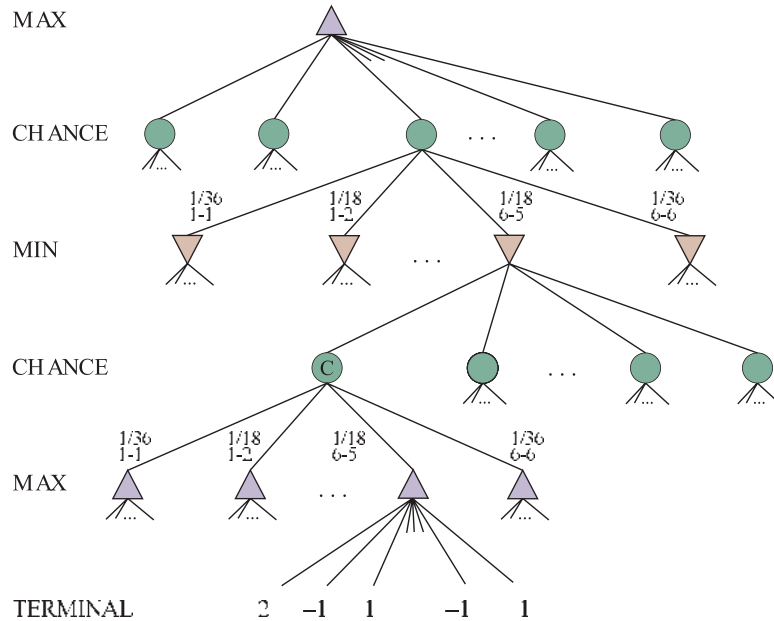 MAX
CHANCE
...
... ... ... ... ...
1/36 1/18 1/18 1/36
1-1 1-2 6-5 6-6
MIN
...
... ... ... ...
CHANCE
C
...
... ... ...
1/36 1/18 1/18 1/36
1-1 1-2 6-5 6-6
MAX
...
... ... ...
TERMINAL 2 –1 1 –1 1